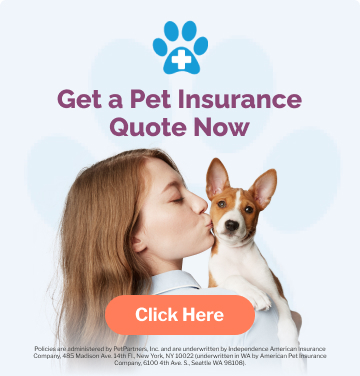 Get a Pet Insurance
Quote Now
Click Here
Policies are administered by PetPartners, Inc. and are underwritten by Independence American Insurance
Company, 485 Madison Ave. 14th Fl., New York, NY 10022 (underwritten in WA by American Pet Insurance
Company, 6100 4th Ave. S., Seattle WA 98108).